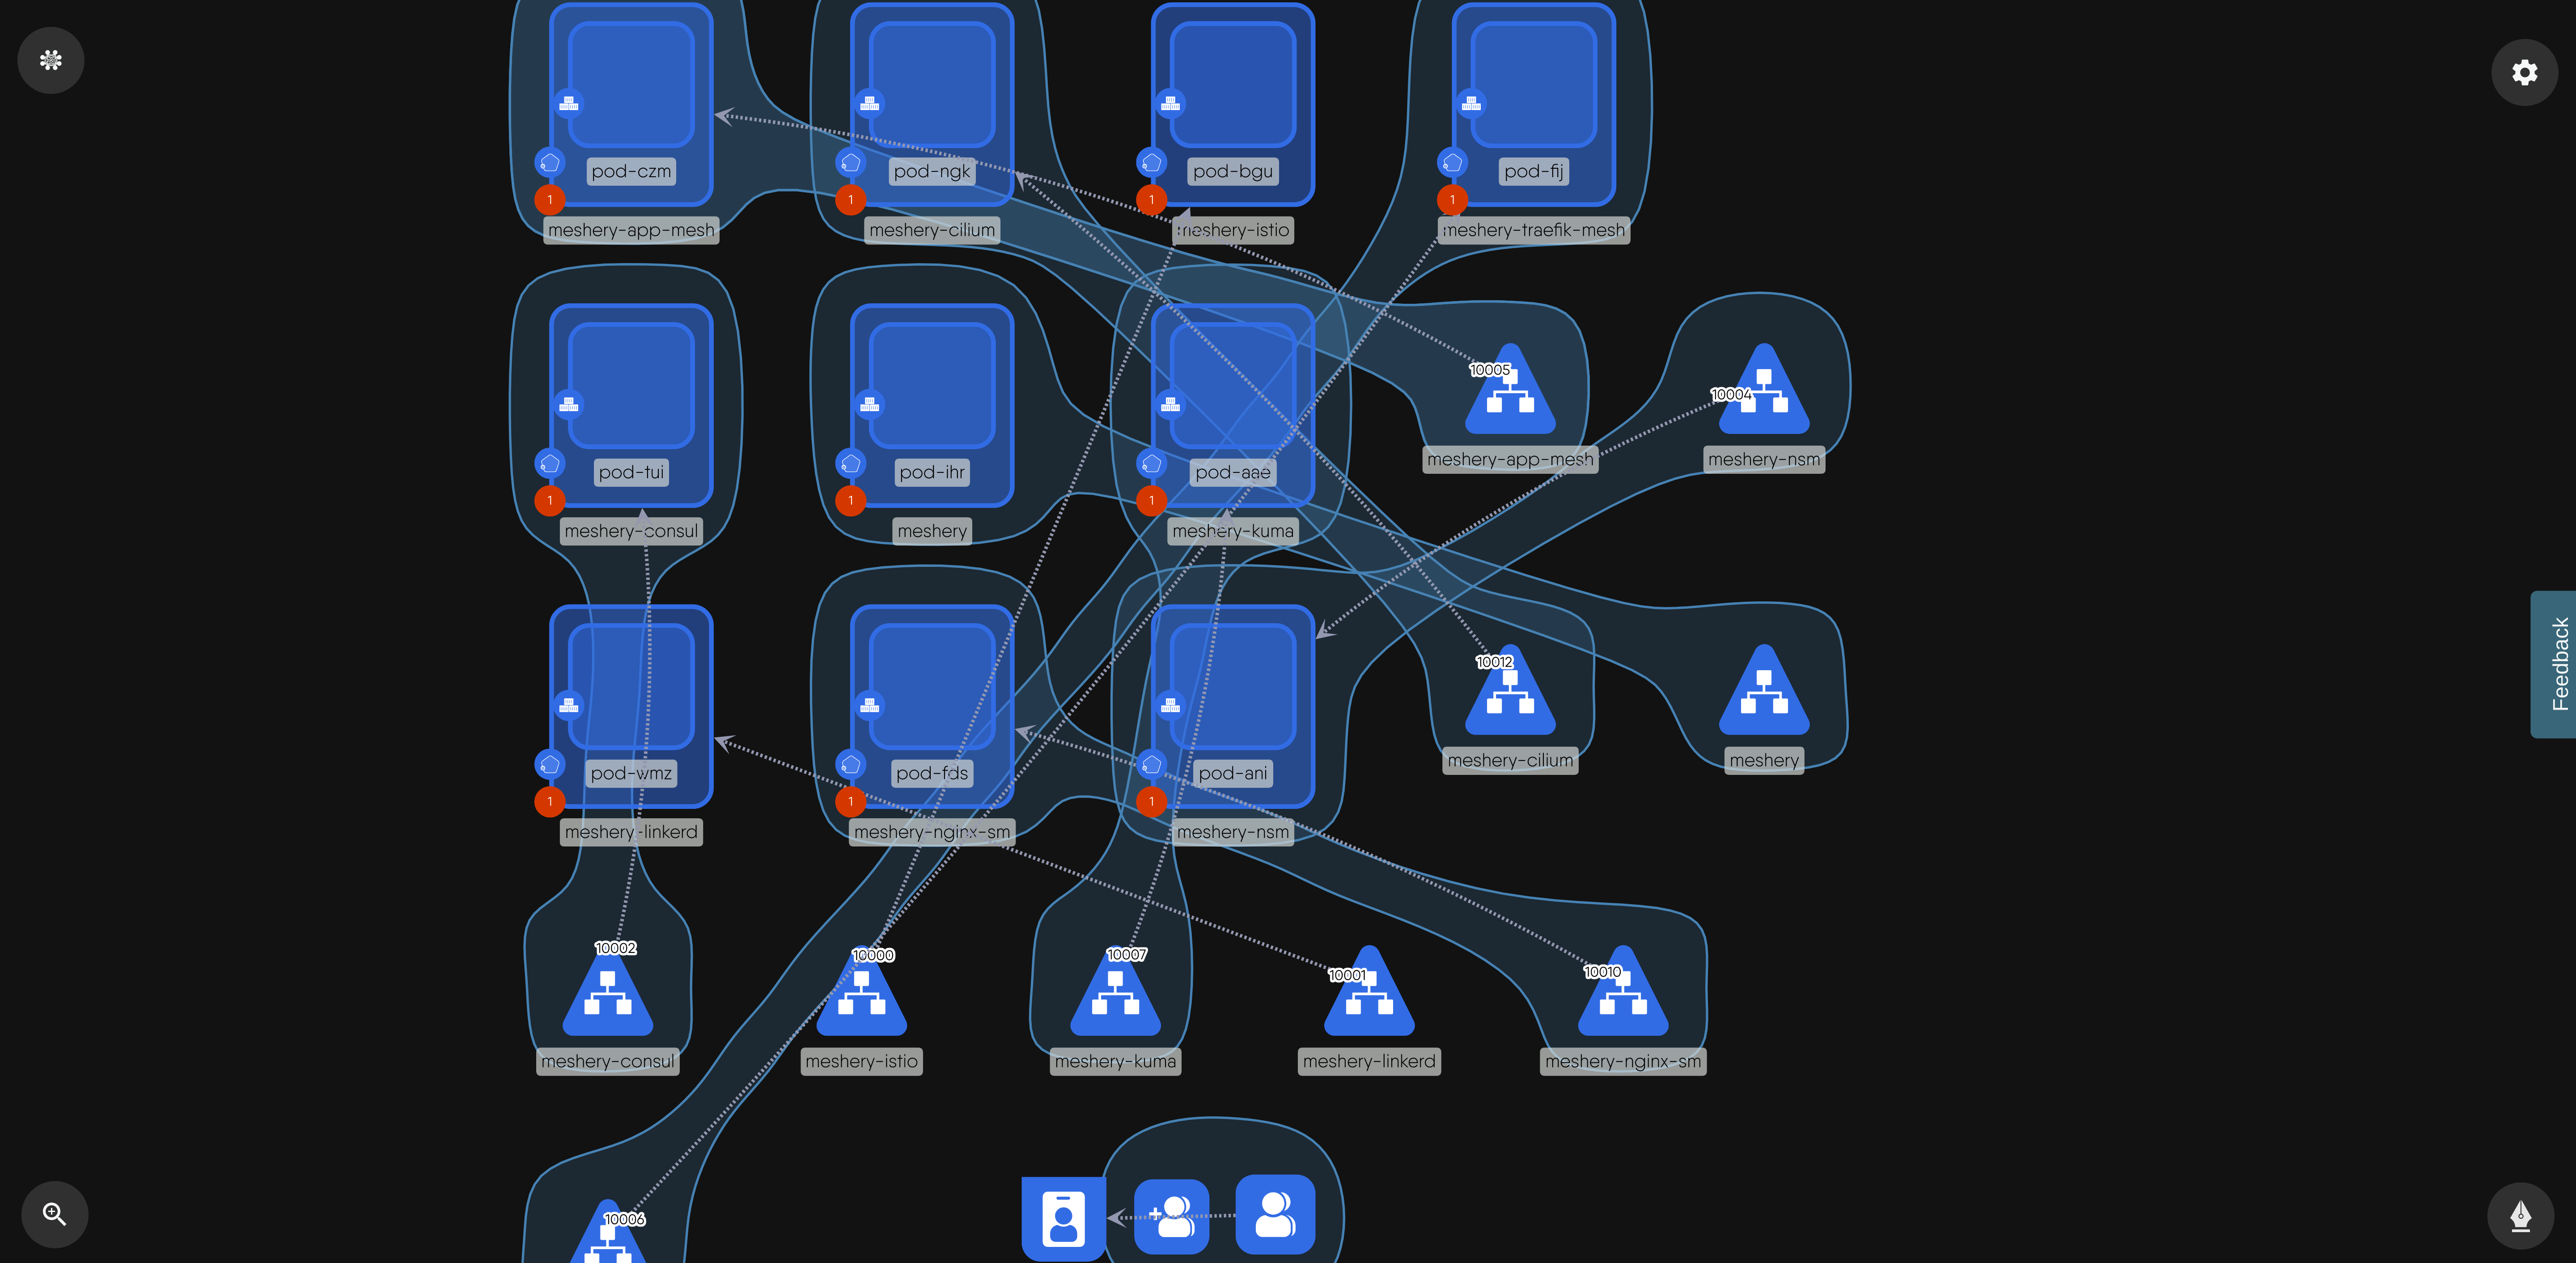 pod-czm
pod-ngk
pod-bgu
pod-fij
1
1
1
1
meshery-app-mesh
meshery-cilium
meshery-istio
meshery-traefik-mesh
10005
10004
meshery-app-mesh
meshery-nsm
pod-tui
pod-ihr
pod-aae
1
1
1
meshery-consul
meshery
meshery-kuma
10012
meshery-cilium
meshery
pod-wmz
pod-fds
pod-ani
1
1
1
meshery-linkerd
meshery-nginx-sm
meshery-nsm
10002
10000
10007
10001
10010
meshery-consul
meshery-istio
meshery-kuma
meshery-linkerd
meshery-nginx-sm
10006
Feedback